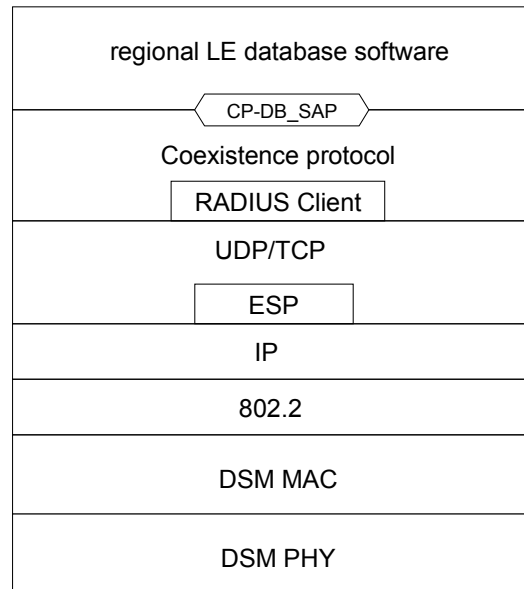 regional LE database software
CP-DB_SAP
Coexistence protocol
RADIUS Client
UDP/TCP
ESP
IP
802.2
DSM MAC
DSM PHY